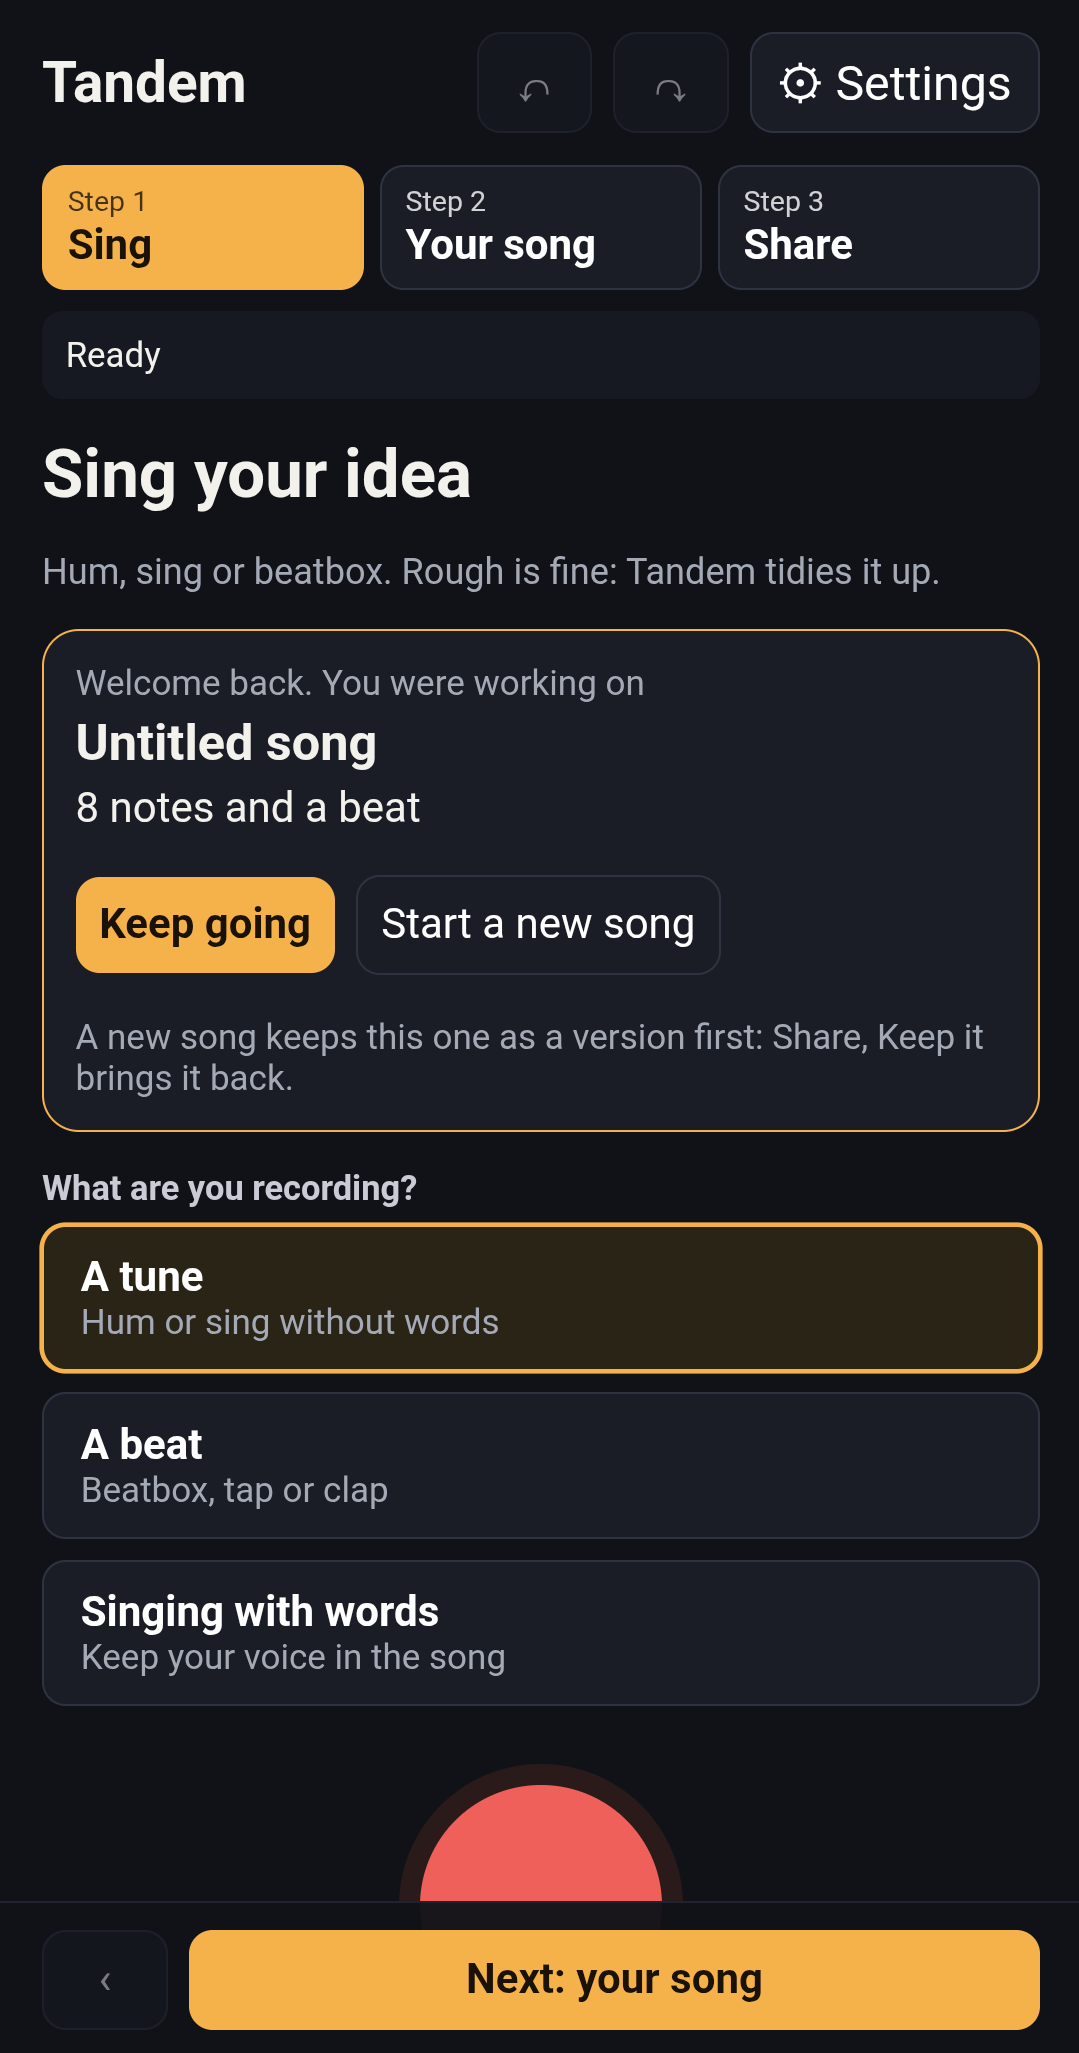 Tandem
Settings
Step 1
Sing
Step 2
Your song
Step 3
Share
Ready
Sing your idea
Hum, sing or beatbox. Rough is fine: Tandem tidies it up.
Welcome back. You were working on
Untitled song
8 notes and a beat
Keep going
Start a new song
A new song keeps this one as a version first: Share, Keep it
brings it back.
What are you recording?
A tune
Hum or sing without words
A beat
Beatbox, tap or clap
Singing with words
Keep your voice in the song
Next: your song